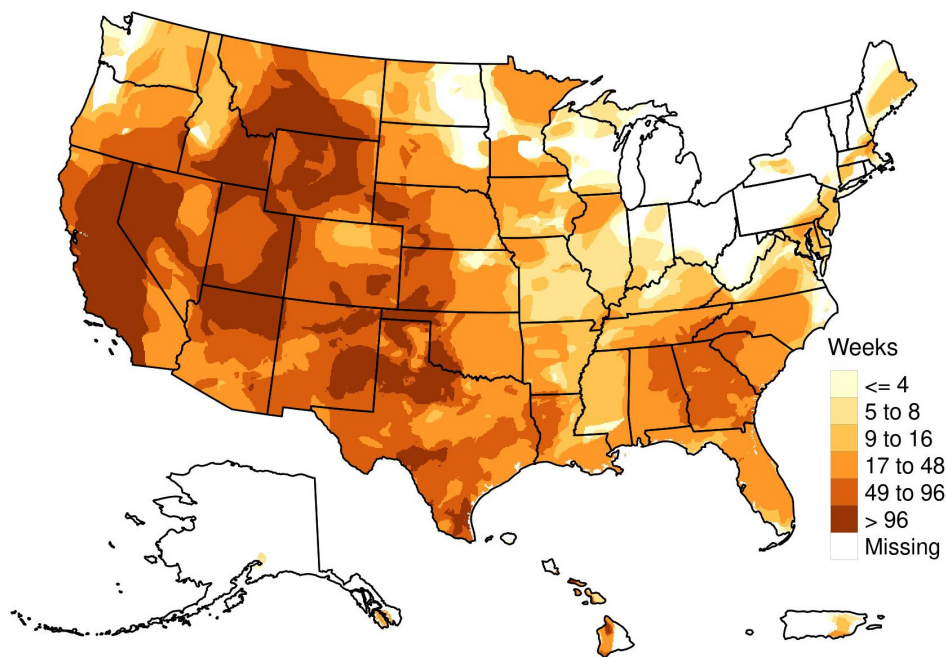 Weeks
<= 4
5 to 8
9 to 16
17 to 48
49 to 96
> 96
Missing